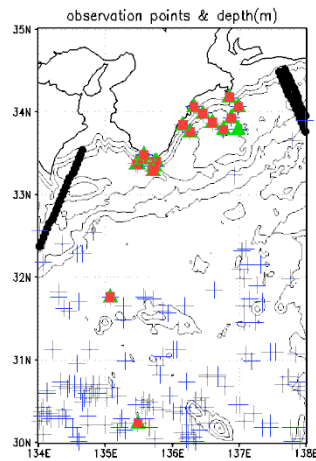 observation points & depth(m)
35N
34N
33N
32N
31N
30N
134E 135E 136E 137E 138E